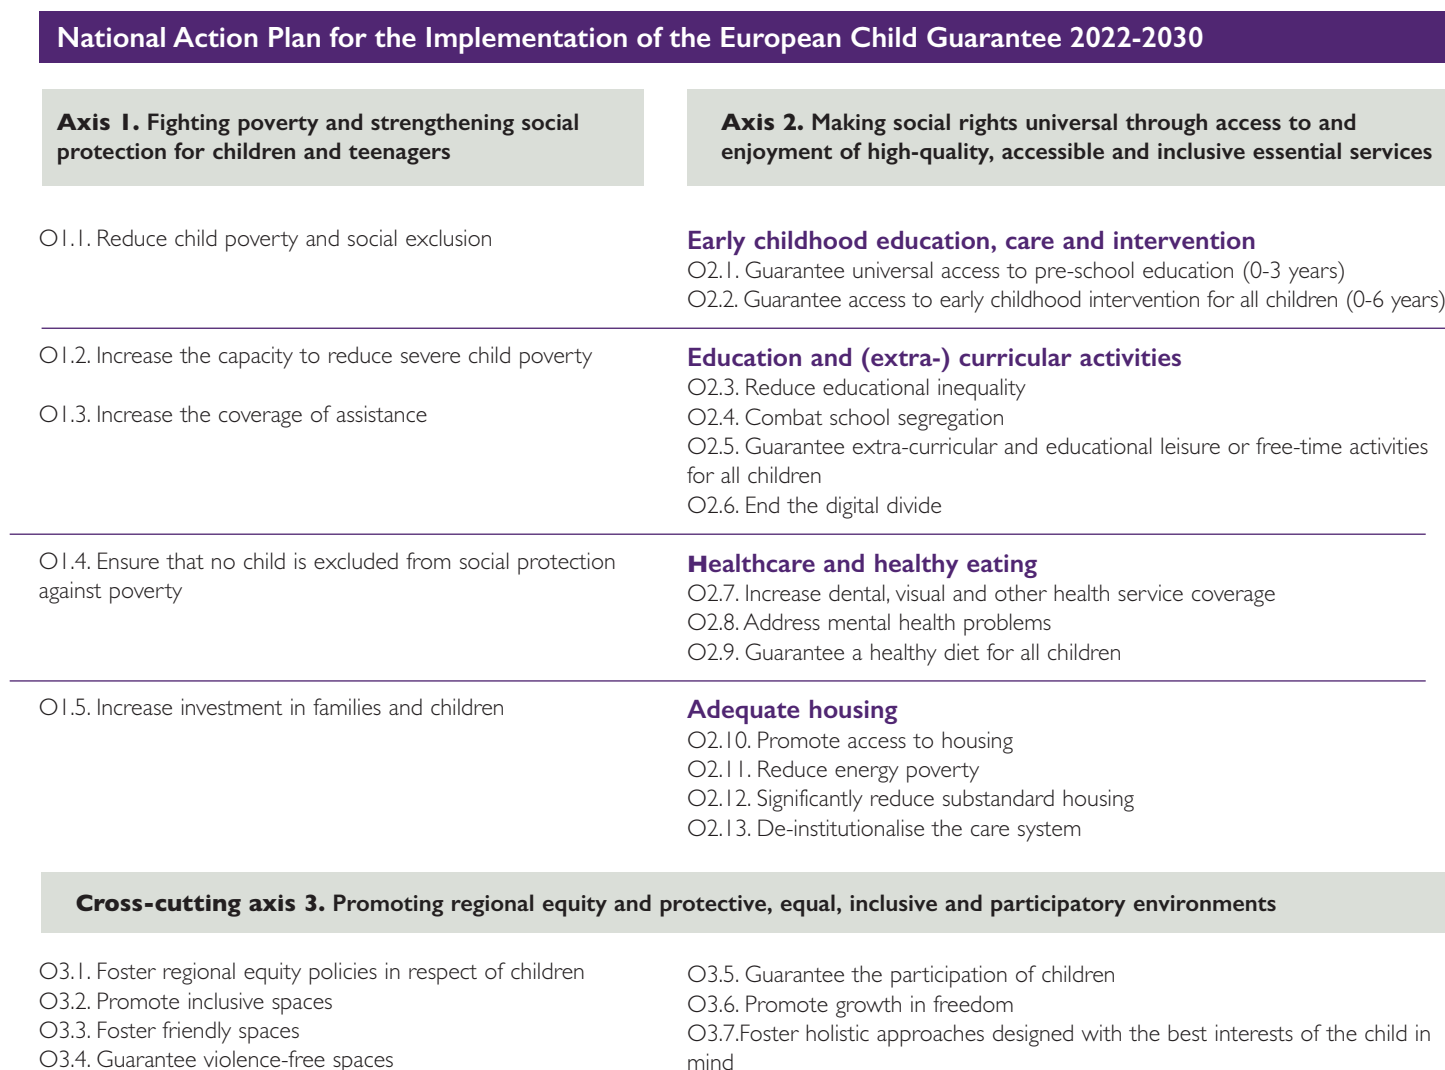 National Action Plan for the Implementation of the European Child Guarantee 2022-2030
Axis 1. Fighting poverty and strengthening social
protection for children and teenagers
O1.1. Reduce child poverty and social exclusion
O1.2. Increase the capacity to reduce severe child poverty
O1.3. Increase the coverage of assistance
O1.4. Ensure that no child is excluded from social protection
against poverty
O1.5. Increase investment in families and children
Axis 2. Making social rights universal through access to and
enjoyment of high-quality, accessible and inclusive essential services
Early childhood education, care and intervention
O2.1. Guarantee universal access to pre-school education (0-3 years)
O2.2. Guarantee access to early childhood intervention for all children (0-6 years)
Education and (extra-) curricular activities
O2.3. Reduce educational inequality
O2.4. Combat school segregation
O2.5. Guarantee extra-curricular and educational leisure or free-time activities
for all children
O2.6. End the digital divide
Healthcare and healthy eating
O2.7. Increase dental, visual and other health service coverage
O2.8. Address mental health problems
O2.9. Guarantee a healthy diet for all children
Adequate housing
O2.10. Promote access to housing
O2.11. Reduce energy poverty
O2.12. Significantly reduce substandard housing
O2.13. De-institutionalise the care system
Cross-cutting axis 3. Promoting regional equity and protective, equal, inclusive and participatory environments
O3.1. Foster regional equity policies in respect of children
O3.2. Promote inclusive spaces
O3.3. Foster friendly spaces
O3.4. Guarantee violence-free spaces
O3.5. Guarantee the participation of children
O3.6. Promote growth in freedom
O3.7.Foster holistic approaches designed with the best interests of the child in
mind